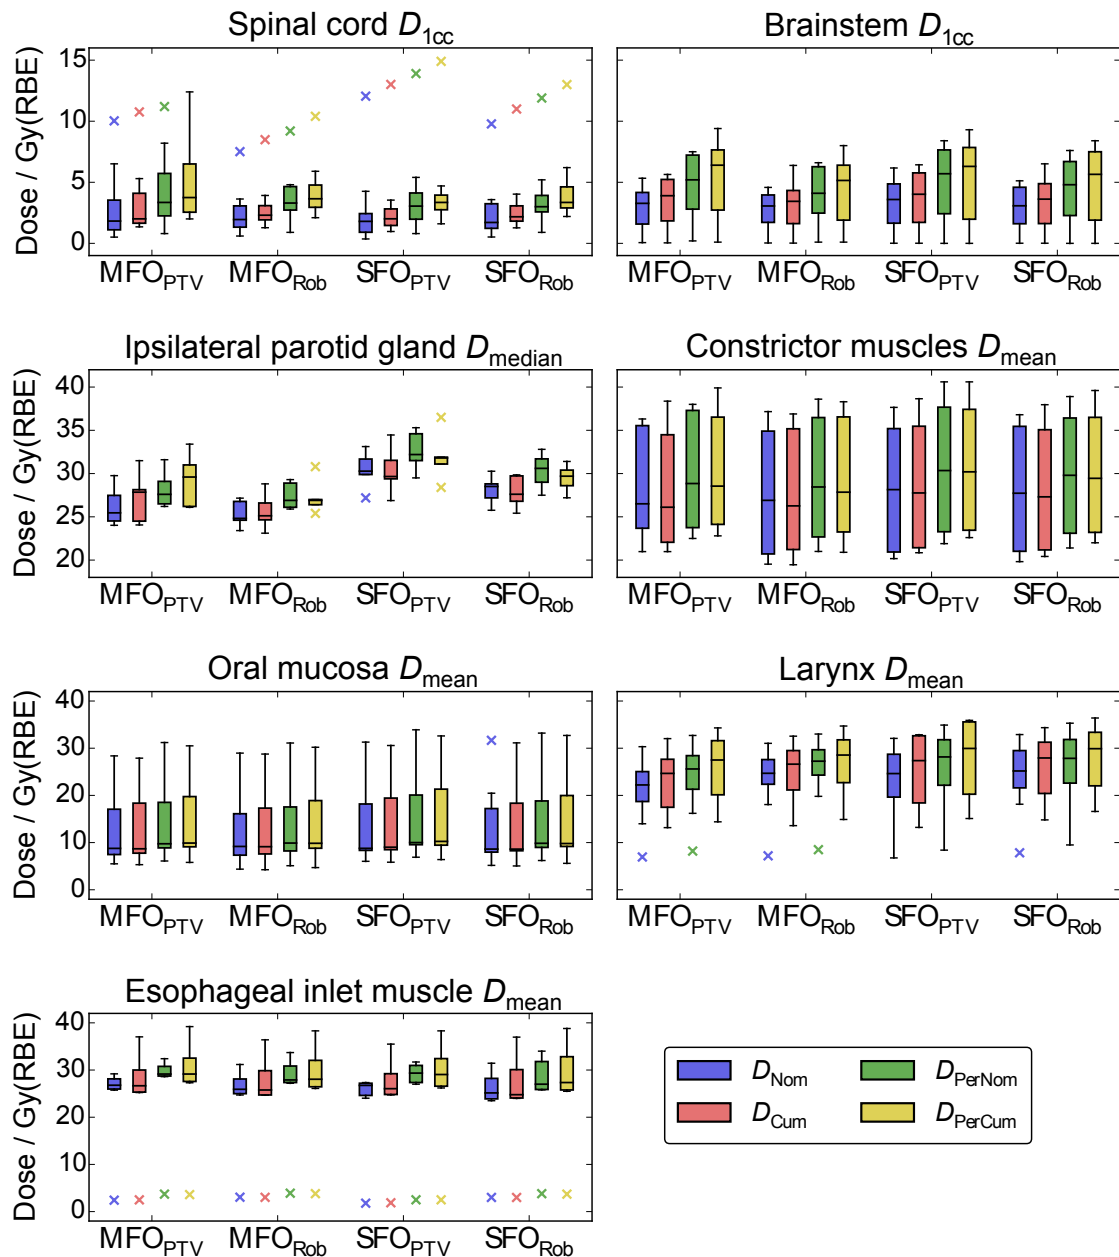 Spinal cord D1cc
Brainstem D1cc
Dose / Gy(RBE)
15
10
5
0
MFOPTV MFORob SFOPTV SFORob
MFOPTV MFORob SFOPTV SFORob
Ipsilateral parotid gland Dmedian
Constrictor muscles Dmean
Dose / Gy(RBE)
40
35
30
25
20
MFOPTV MFORob SFOPTV SFORob
MFOPTV MFORob SFOPTV SFORob
Oral mucosa Dmean
Larynx Dmean
Dose / Gy(RBE)
40
30
20
10
0
MFOPTV MFORob SFOPTV SFORob
MFOPTV MFORob SFOPTV SFORob
Esophageal inlet muscle Dmean
Dose / Gy(RBE)
40
30
20
10
0
MFOPTV MFORob SFOPTV SFORob
DNom DPerNom
DCum DPerCum